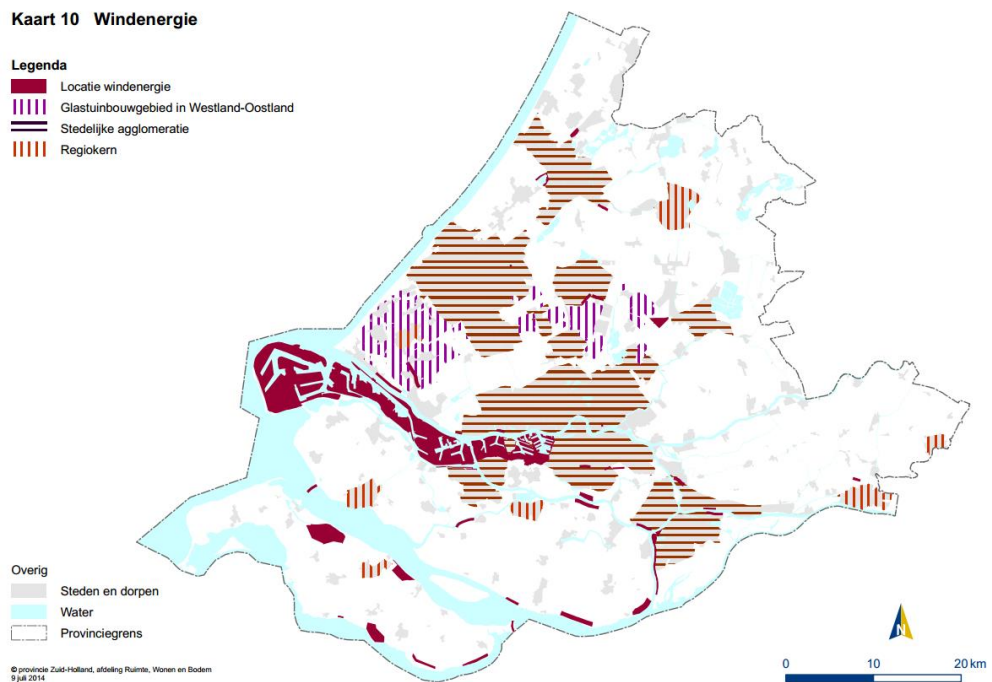 Kaart 10 Windenergie
Legenda
Locatie windenergie
Glastuinbouwgebied in Westland-Oostland
Stedelijke agglomeratie
Regiokern
Overig
Steden en dorpen
Water
Provinciegrens
© provincie Zuid-Holland, afdeling Ruimte, Wonen en Bodem
9 juli 2014
N
0 10 20 km